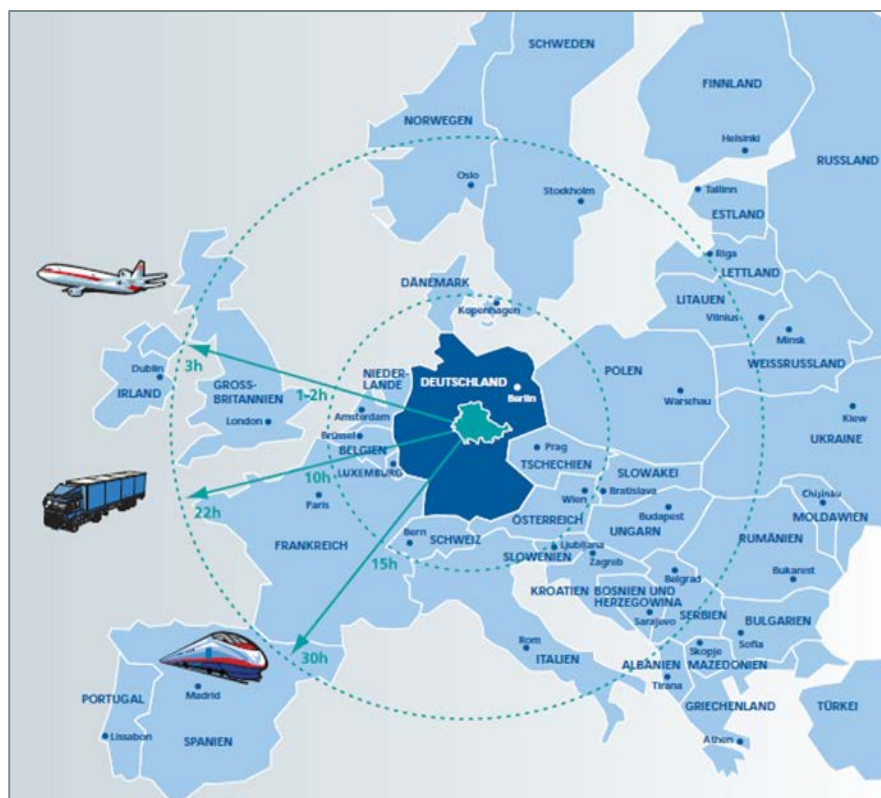 SCHWEDEN
FINNLAND
NORWEGEN
Helsinki
RUSSLAND
Oslo
Stockholm
Tallinn
ESTLAND
Riga
LETTLAND
DÄNEMARK
Kopenhagen
LITAUEN
Vilnius
Minsk
WEISSRUSSLAND
3h
Dublin
IRLAND
GROSS-
BRITANNIEN
London
1-2h
NIEDER-
LANDE
Amsterdam
DEUTSCHLAND
Berlin
POLEN
Warschau
Kiew
UKRAINE
Brüssel
BELGIEN
LUXEMBURG
10h
22h
Paris
Prag
TSCHECHIEN
SLOWAKEI
Wien
Bratislava
ÖSTERREICH
Budapest
UNGARN
Chişinău
MOLDAWIEN
RUMÄNIEN
Bukarest
FRANKREICH
Bern
SCHWEIZ
15h
Ljubljana
SLOWENIEN
Zagreb
KROATIEN
Belgrad
BOSNIEN UND
HERZEGOWINA
Sarajevo
SERBIEN
BULGARIEN
Sofia
30h
Rom
ITALIEN
Skopje
ALBANIEN
MAZEDONIEN
Tirana
PORTUGAL
Madrid
Lissabon
SPANIEN
GRIECHENLAND
Athen
TÜRKEI